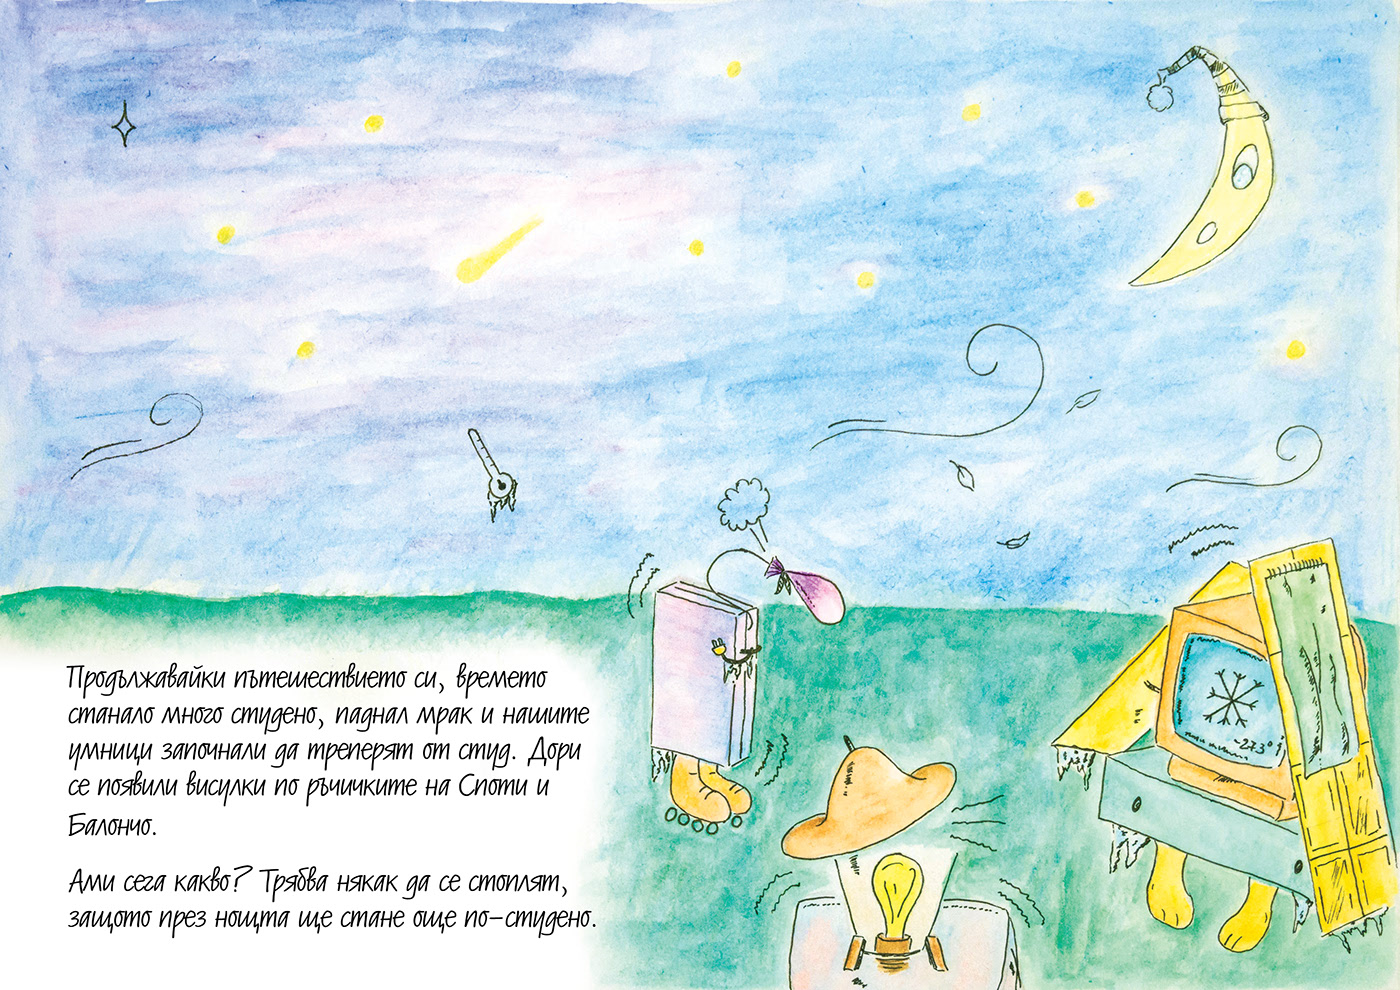 Продължавайки пътешествието си, времето
станало много студено, паднал мрак и нашите
умници започнали да треперят от студ. Дори
се появили висулки по ръчичките на Споти и
Балончо.
Ами сега какво? Трябва някак да се стоплят,
защото през нощта ще стане още по-студено.
-273°